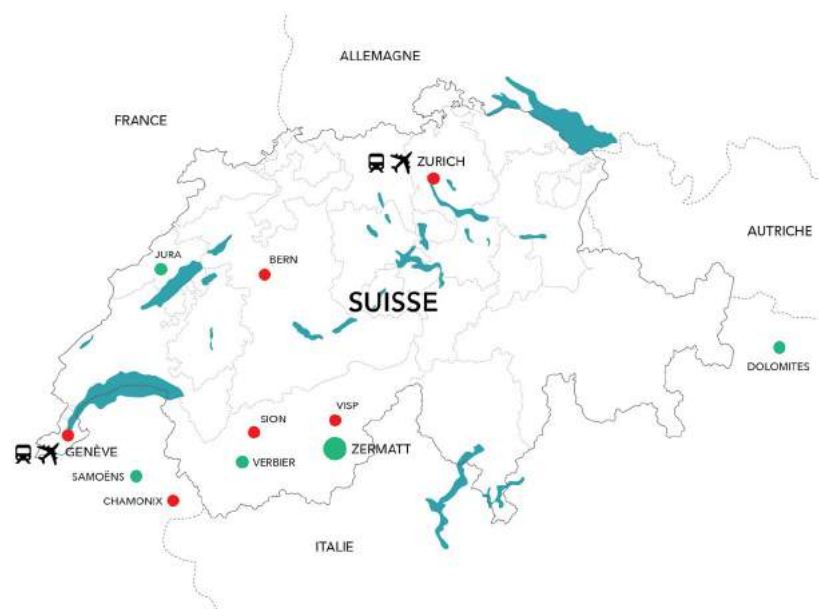 ALLEMAGNE
FRANCE
ZURICH
AUTRICHE
JURA
BERN
SUISSE
DOLOMITES
VISP
SION
GENÈVE
ZERMATT
VERBIER
SAMOËNS
CHAMONIX
ITALIE